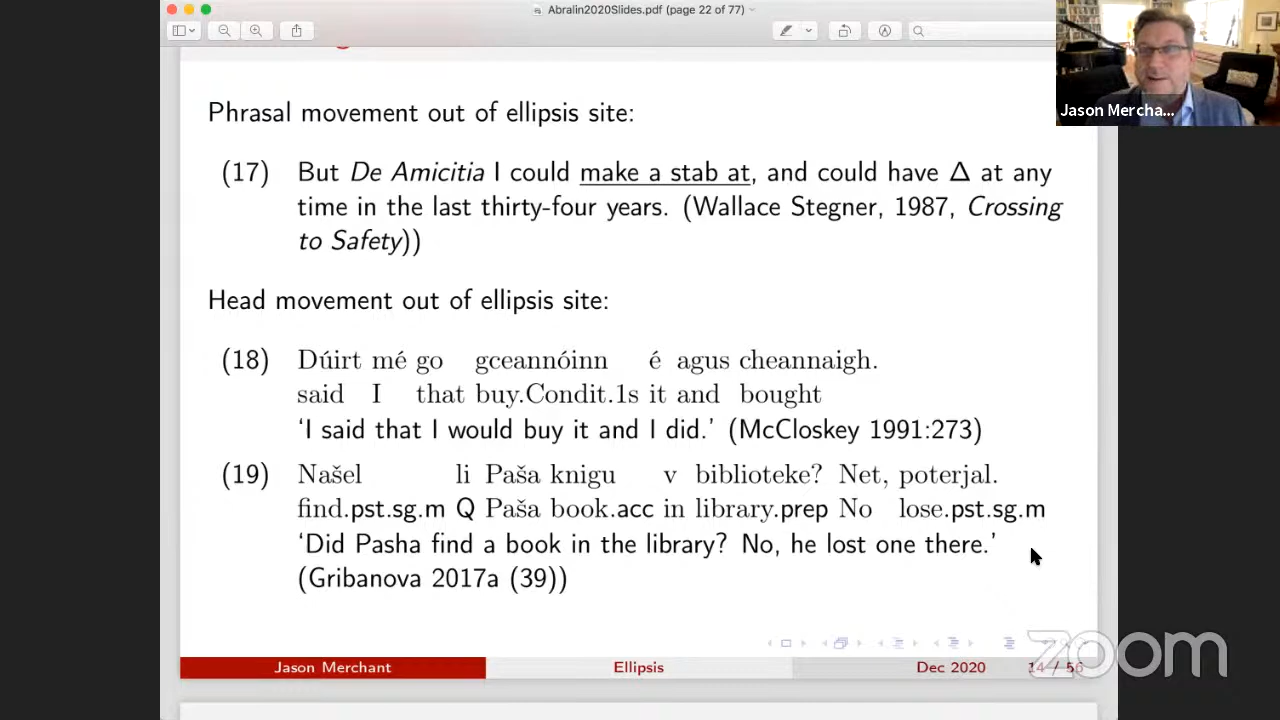 Abralin2020Slides.pdf (page 22 of 77)
Jason Mercha...
Phrasal movement out of ellipsis site:
(17) But De Amicitia I could make a stab at, and could have Δ at any
time in the last thirty-four years. (Wallace Stegner, 1987, Crossing
to Safety))
Head movement out of ellipsis site:
(18) Dúirt mé go gceannóinn é agus cheannaigh.
said I that buy.Condit.1s it and bought
‘I said that I would buy it and I did.’ (McCloskey 1991:273)
(19) Našel li Paša knigu v biblioteke? Net, poterjal.
find.pst.sg.m Q Paša book.acc in library.prep No lose.pst.sg.m
‘Did Pasha find a book in the library? No, he lost one there.’
(Gribanova 2017a (39))
Jason Merchant Ellipsis Dec 2020 14 / 56
zoom